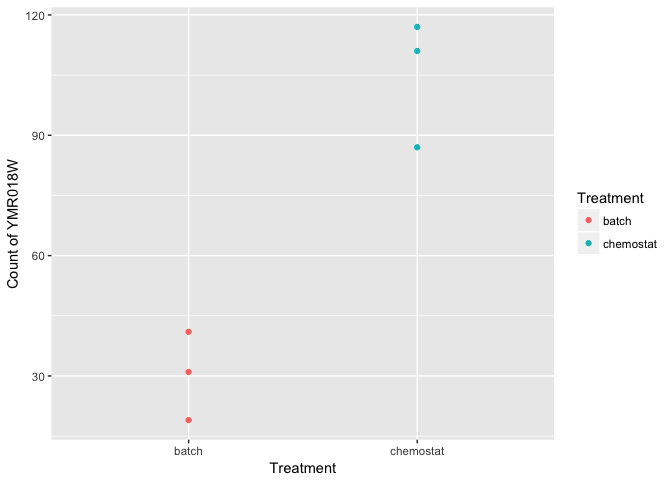 120
90
60
30
Count of YMR018W
batch
chemostat
Treatment
Treatment
batch
chemostat